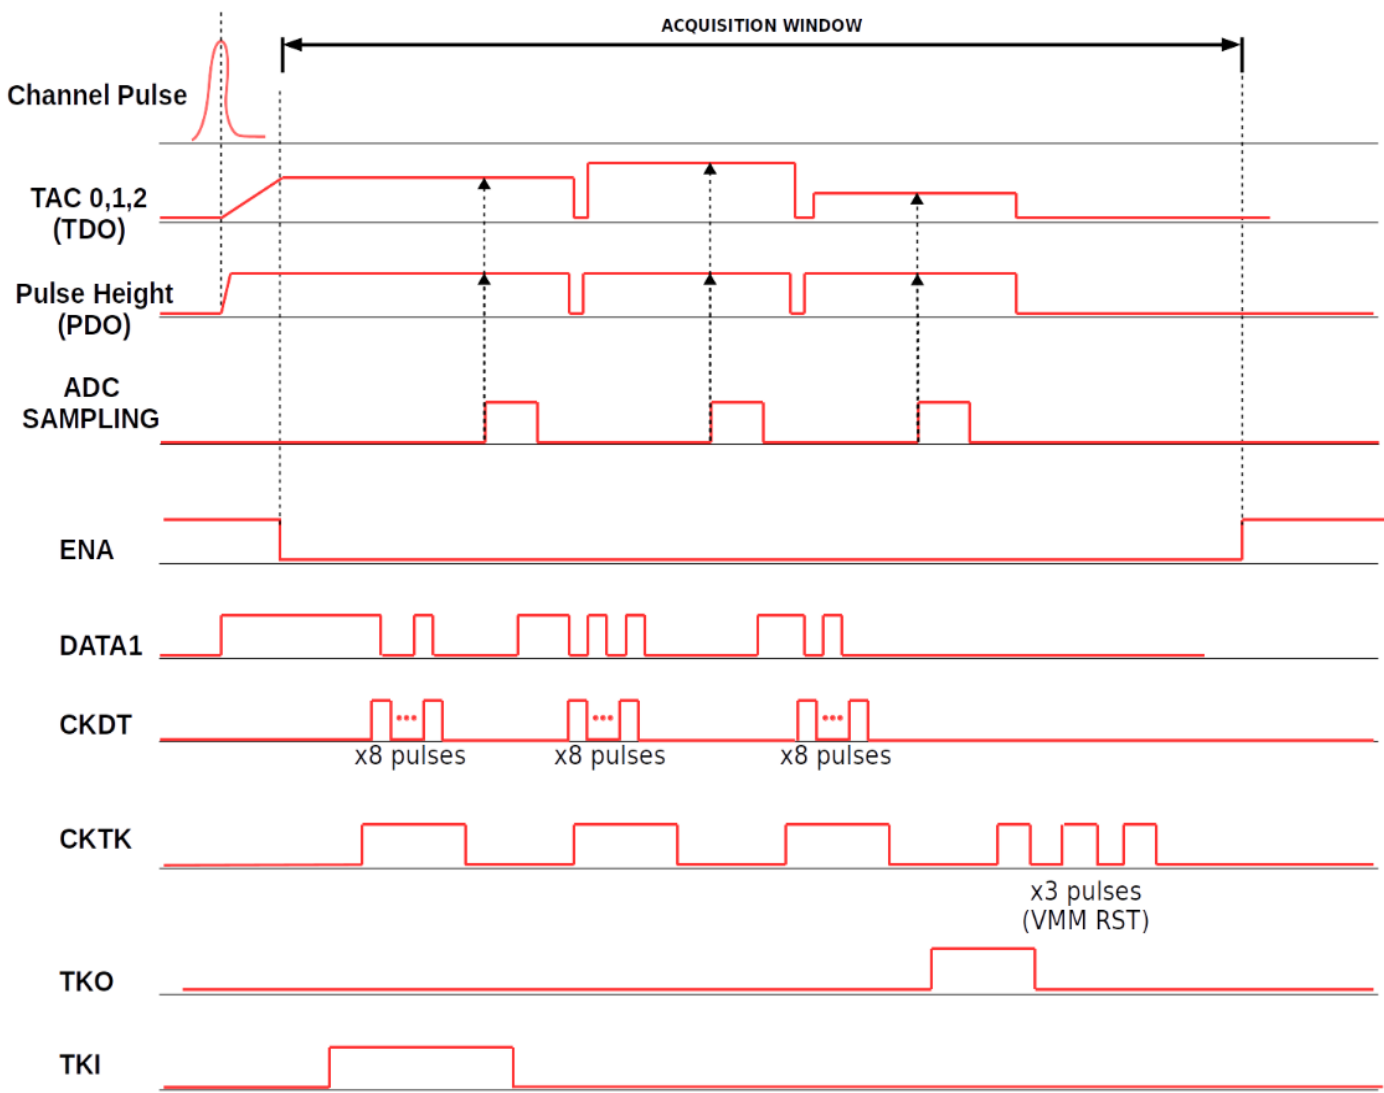 ACQUISITION WINDOW
Channel Pulse
TAC 0,1,2
(TDO)
Pulse Height
(PDO)
ADC
SAMPLING
ENA
DATA1
CKDT
x8 pulses
x8 pulses
x8 pulses
CKTK
x3 pulses
(VMM RST)
TKO
TKI